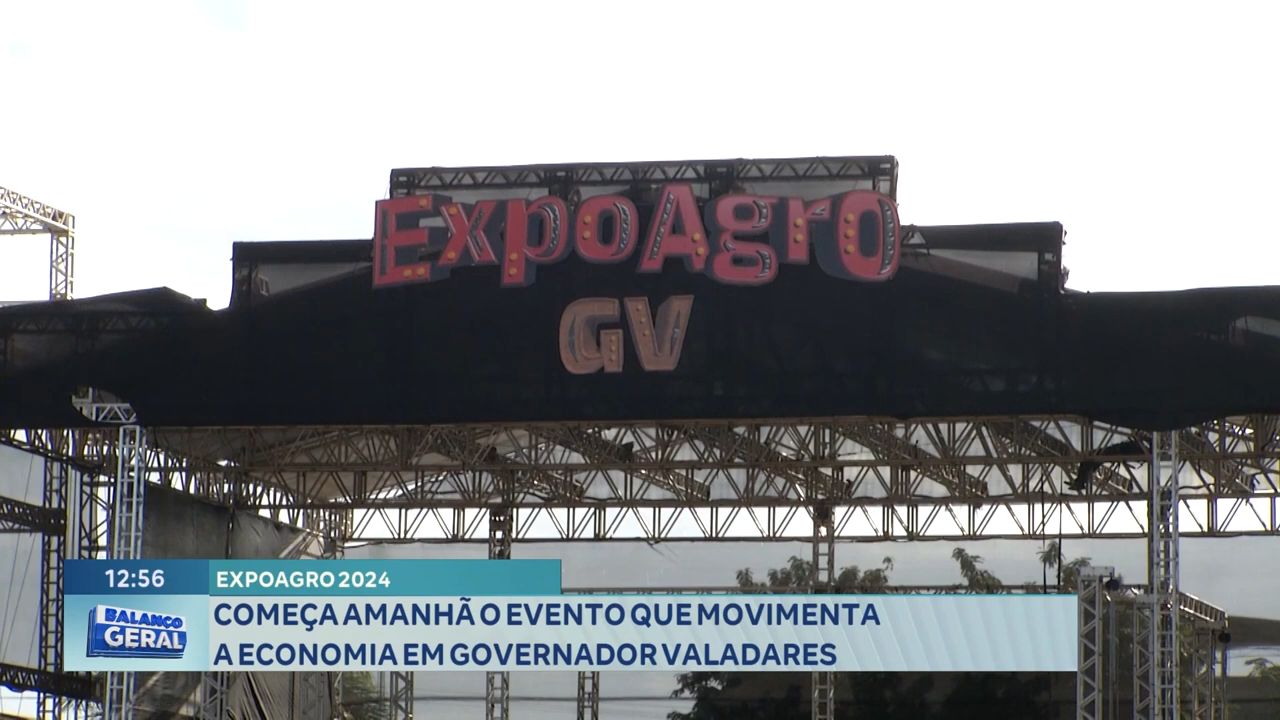 ExpoAgro
GV
12:56
EXPOAGRO 2024
BALANÇO
GERAL
COMEÇA AMANHÃ O EVENTO QUE MOVIMENTA
A ECONOMIA EM GOVERNADOR VALADARES